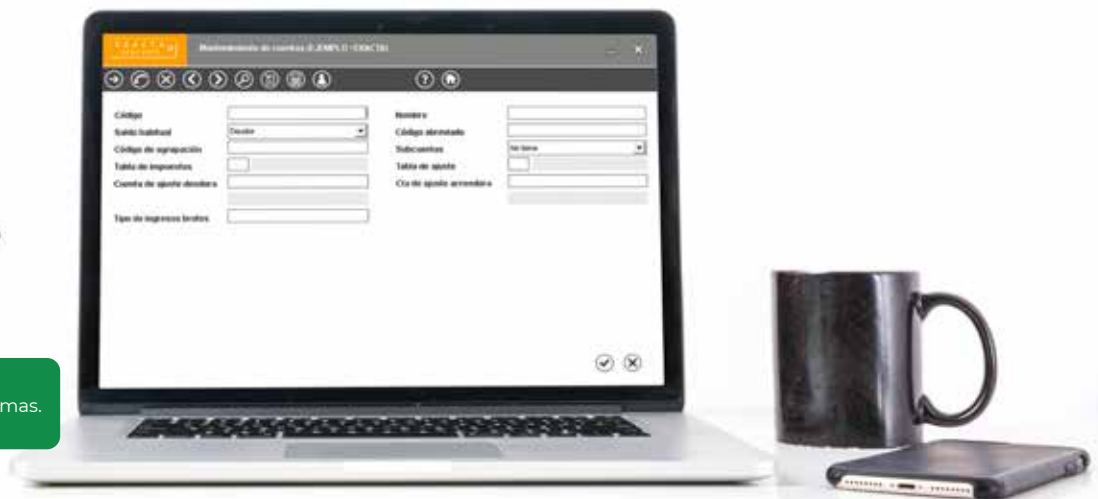 EXACTA
Mantenimiento de cuentas (EJEMPLO - EXACTA)
Código
Nombre
Saldo habitual
Deudor
Código abreviado
Código de agrupación
Subcuentas
No tiene
Tabla de impuestos
Tabla de ajuste
Cuenta de ajuste deudora
Cta de ajuste acreedora
Tipo de ingresos brutos
mas.